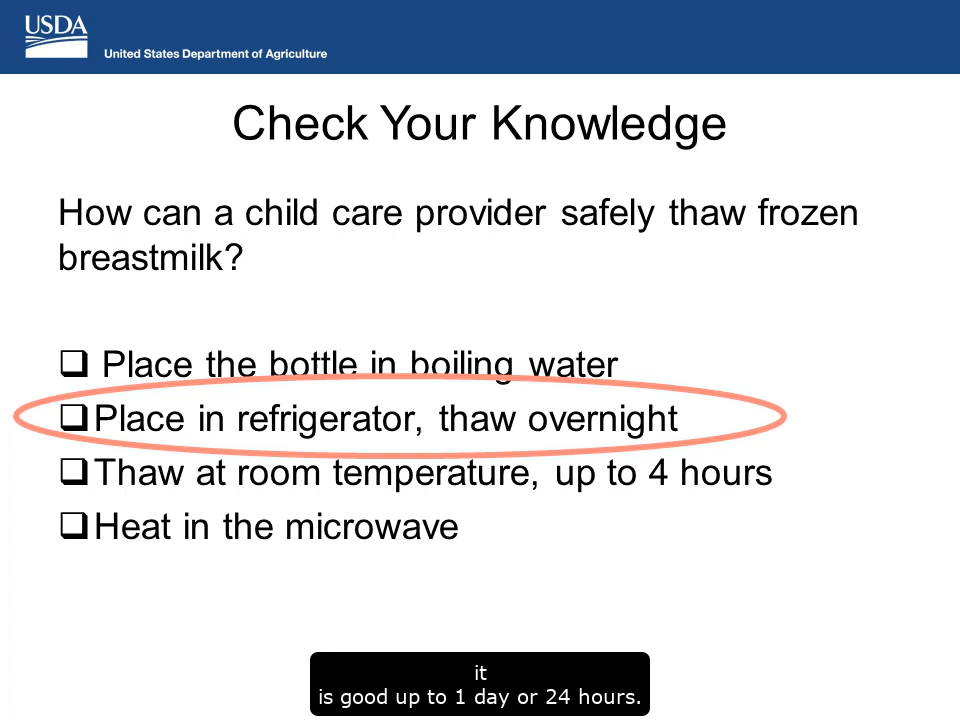 USDA
United States Department of Agriculture
Check Your Knowledge
How can a child care provider safely thaw frozen
breastmilk?
Place the bottle in boiling water
Place in refrigerator, thaw overnight
Thaw at room temperature, up to 4 hours
Heat in the microwave
it
is good up to 1 day or 24 hours.